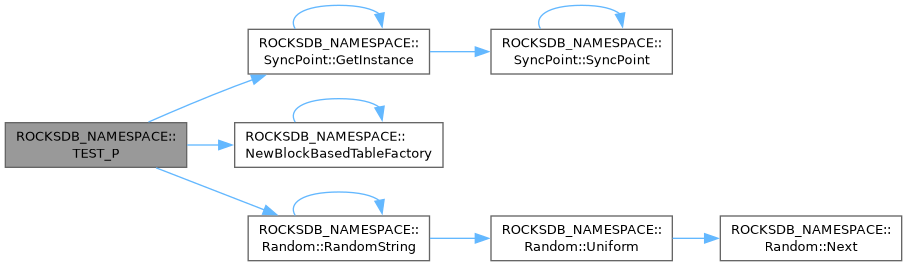 ROCKSDB_NAMESPACE::
TEST_P
ROCKSDB_NAMESPACE::
SyncPoint::GetInstance
ROCKSDB_NAMESPACE::
SyncPoint::SyncPoint
ROCKSDB_NAMESPACE::
NewBlockBasedTableFactory
ROCKSDB_NAMESPACE::
Random::RandomString
ROCKSDB_NAMESPACE::
Random::Uniform
ROCKSDB_NAMESPACE::
Random::Next